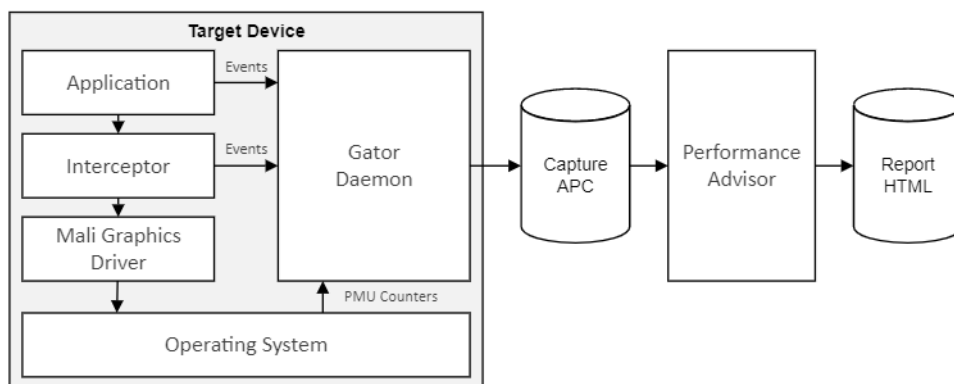 Target Device
Application
Events
Interceptor
Events
Mali Graphics
Driver
Gator
Daemon
PMU Counters
Operating System
Capture
APC
Performance
Advisor
Report
HTML